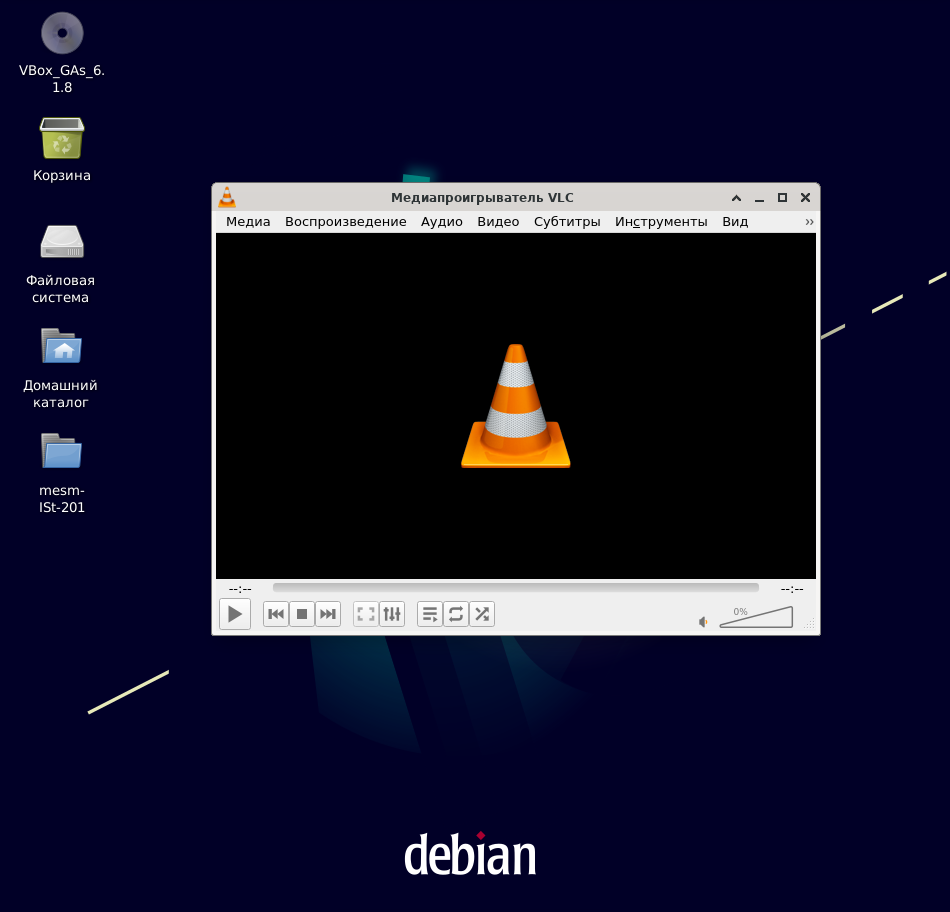 VBox_GAs_6.
1.8
Корзина
Файловая
система
Домашний
каталог
mesm-
ISt-201
Медиапроигрыватель VLC
Медиа Воспроизведение Аудио Видео Субтитры Инструменты Вид »
--:-- --:--
0%
debian